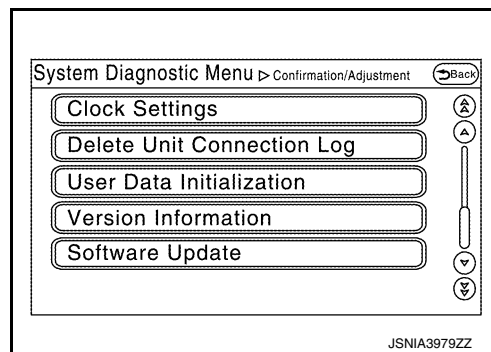 System Diagnostic Menu ▷ Confirmation/Adjustment Back
Clock Settings
Delete Unit Connection Log
User Data Initialization
Version Information
Software Update
JSNIA3979ZZ